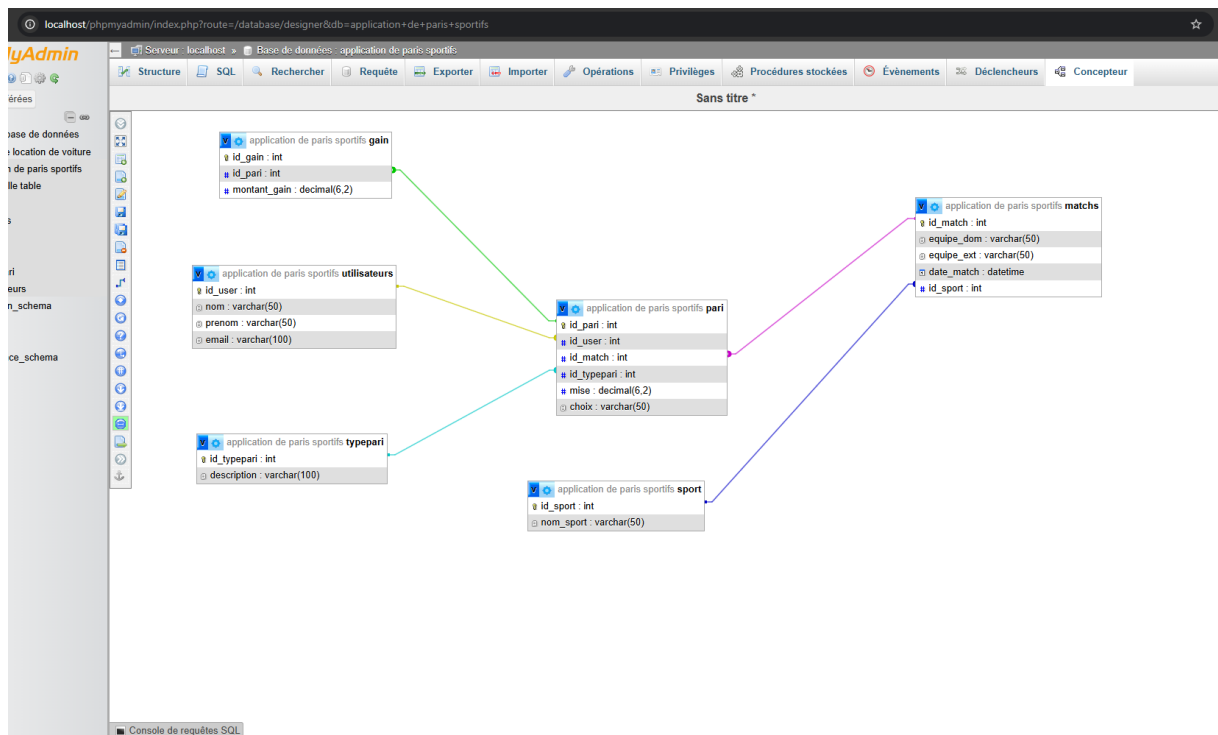 localhost/phpmyadmin/index.php?route=/database/designer&db=application+de+paris+sportifs
MyAdmin
Serveur : localhost » Base de données : application de paris sportifs
Structure SQL Rechercher Requête Exporter Importer Opérations Privilèges Procédures stockées Évènements Déclencheurs Concepteur
Sans titre *
érées
base de données
location de voiture
n de paris sportifs
lle table
s
ri
eurs
n_schema
ce_schema
application de paris sportifs gain
id_gain : int
id_pari : int
montant_gain : decimal(6,2)
application de paris sportifs matchs
id_match : int
equipe_dom : varchar(50)
equipe_ext : varchar(50)
date_match : datetime
id_sport : int
application de paris sportifs utilisateurs
id_user : int
nom : varchar(50)
prenom : varchar(50)
email : varchar(100)
application de paris sportifs pari
id_pari : int
id_user : int
id_match : int
id_typepari : int
mise : decimal(6,2)
choix : varchar(50)
application de paris sportifs typepari
id_typepari : int
description : varchar(100)
application de paris sportifs sport
id_sport : int
nom_sport : varchar(50)
Console de requêtes SQL